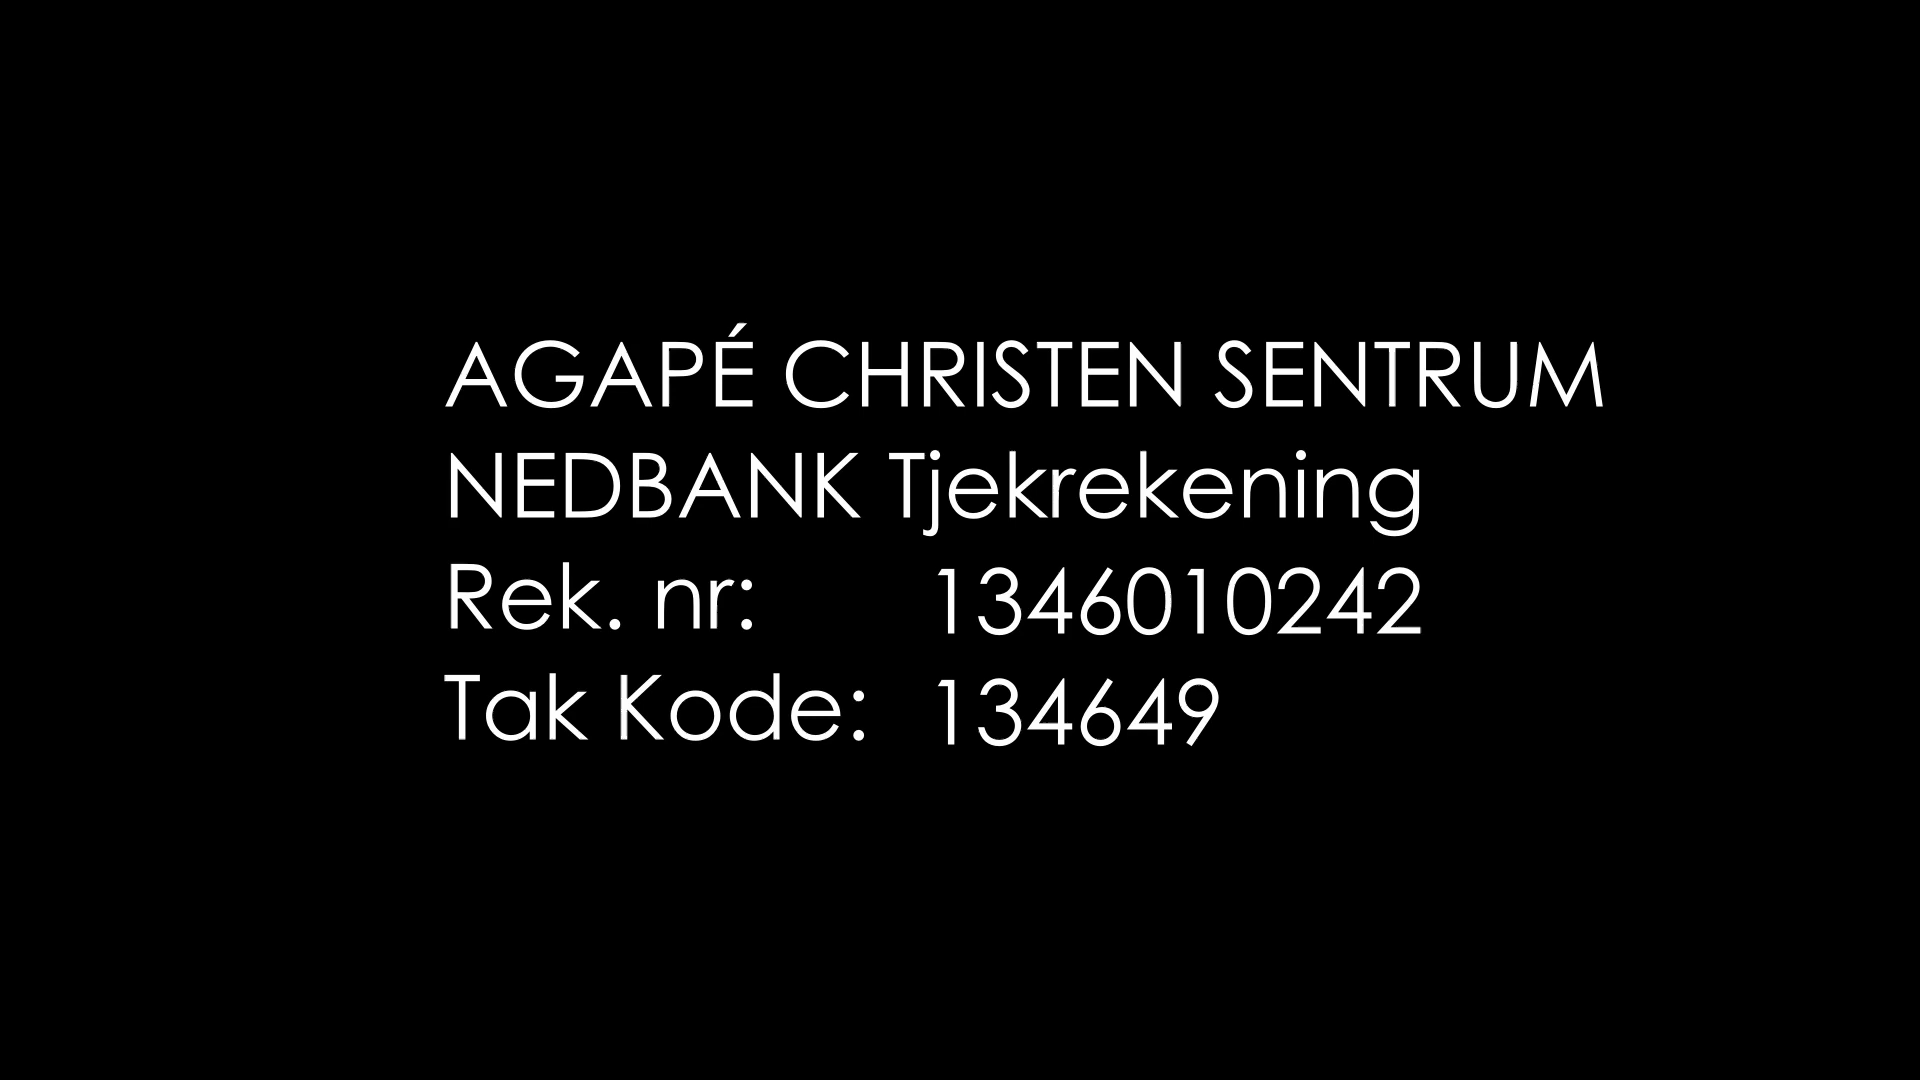 AGAPÉ CHRISTEN SENTRUM
NEDBANK Tjekrekening
Rek. nr: 1346010242
Tak Kode: 134649